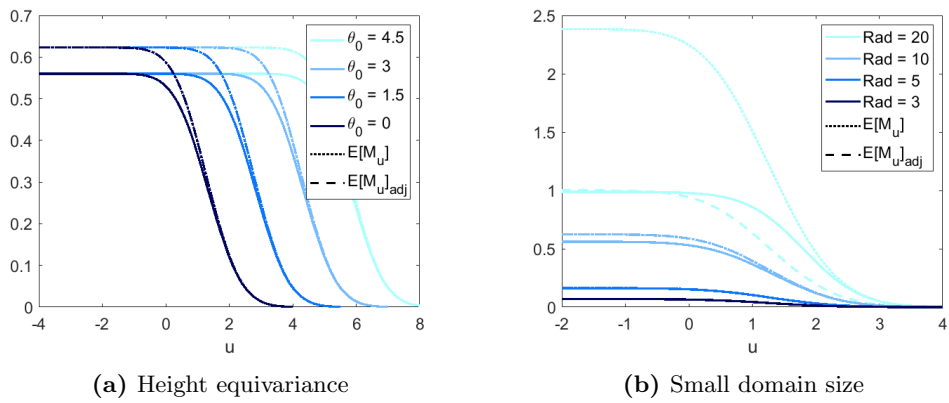 0.7
0.6
0.5
0.4
0.3
0.2
0.1
0
-4 -2 0 2 4 6 8
u
θ0 = 4.5
θ0 = 3
θ0 = 1.5
θ0 = 0
E[Mu]
E[Mu]adj
(a) Height equivariance
2.5
2
1.5
1
0.5
0
-2 -1 0 1 2 3 4
u
Rad = 20
Rad = 10
Rad = 5
Rad = 3
E[Mu]
E[Mu]adj
(b) Small domain size